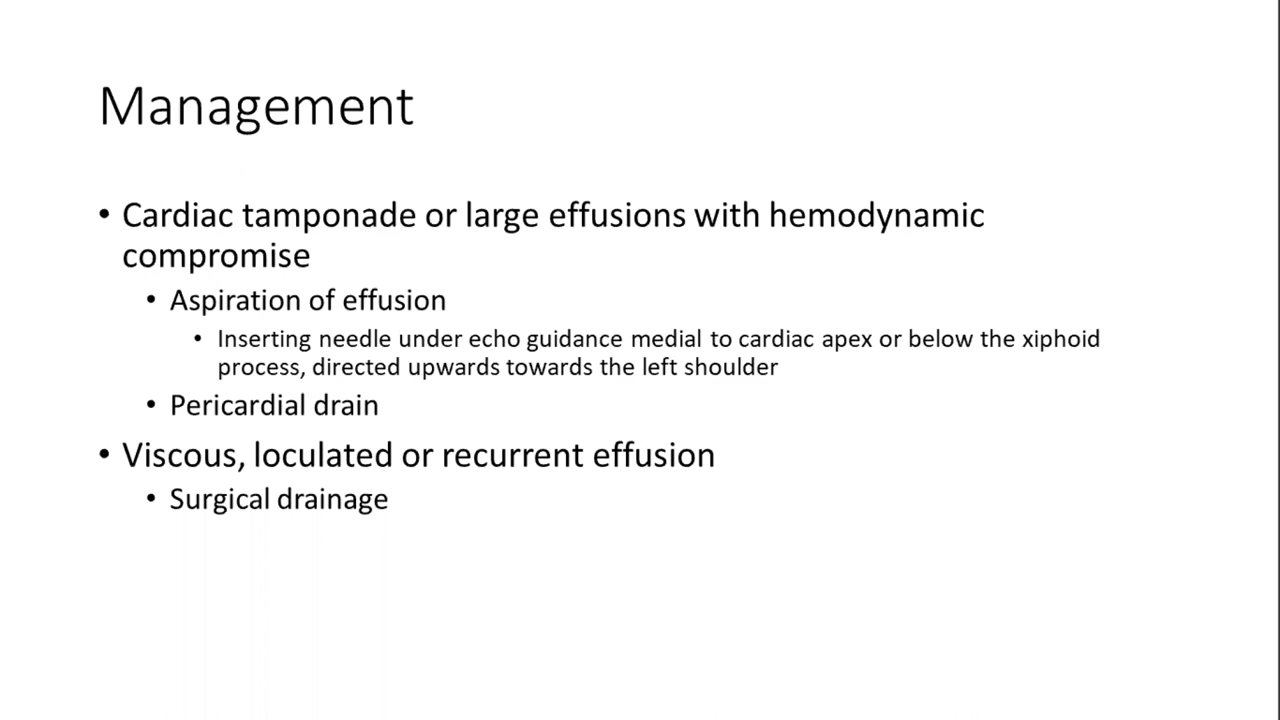 Management
• Cardiac tamponade or large effusions with hemodynamic
compromise
• Aspiration of effusion
• Inserting needle under echo guidance medial to cardiac apex or below the xiphoid
process, directed upwards towards the left shoulder
• Pericardial drain
• Viscous, loculated or recurrent effusion
• Surgical drainage